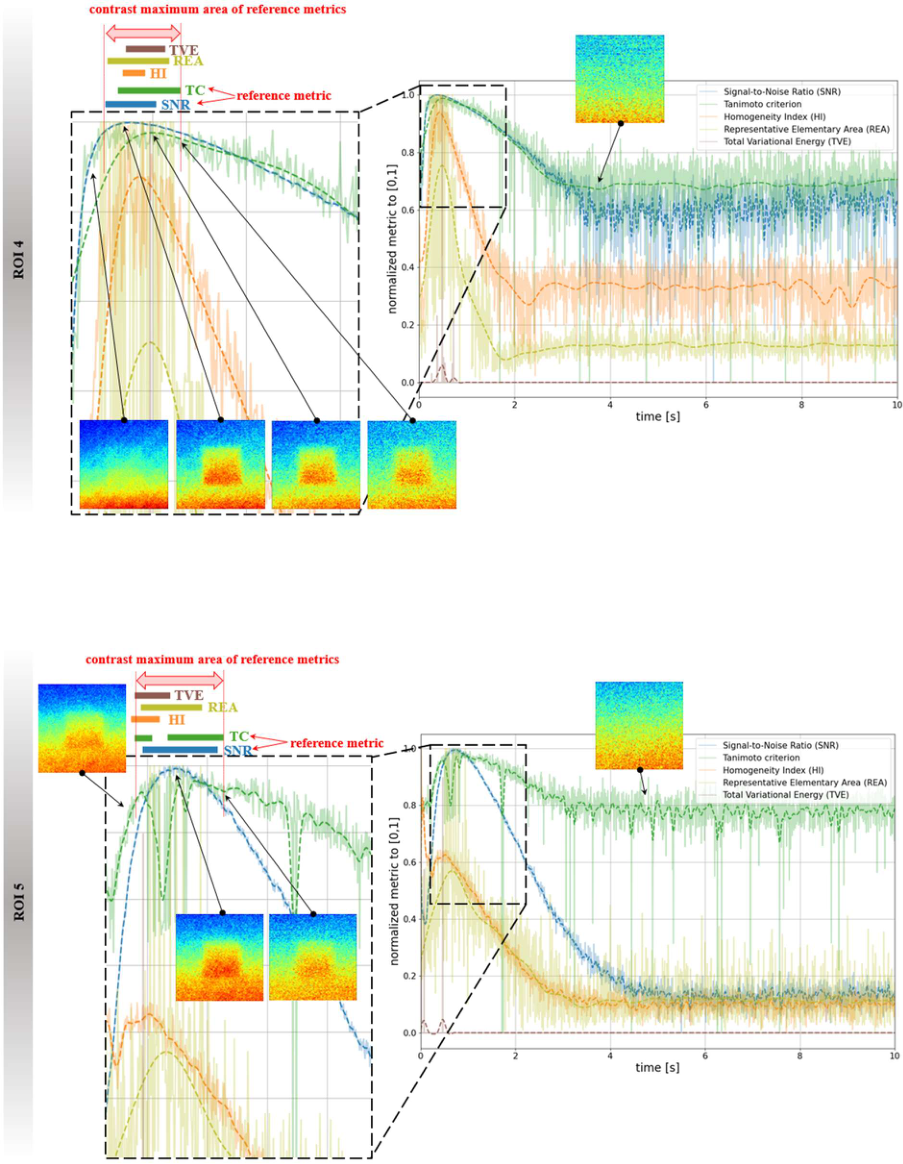 contrast maximum area of reference metrics
TVE
REA
HI
TC
reference metric
SNR
ROI 4
normalized metric to [0,1]
1.0
0.8
0.6
0.4
0.2
0.0
Signal-to-Noise Ratio (SNR)
Tanimoto criterion
Homogeneity Index (HI)
Representative Elementary Area (REA)
Total Variational Energy (TVE)
0 2 4 6 8 10
time [s]
contrast maximum area of reference metrics
TVE
REA
HI
TC
reference metric
SNR
ROI 5
normalized metric to [0,1]
1.0
0.8
0.6
0.4
0.2
0.0
Signal-to-Noise Ratio (SNR)
Tanimoto criterion
Homogeneity Index (HI)
Representative Elementary Area (REA)
Total Variational Energy (TVE)
0 2 4 6 8 10
time [s]